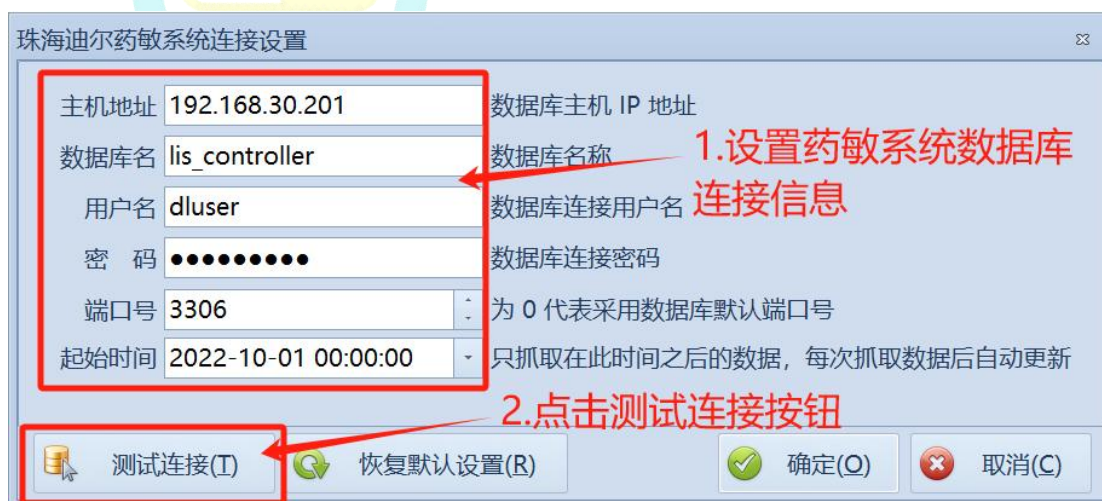 珠海迪尔药敏系统连接设置
主机地址 192.168.30.201 数据库主机 IP 地址
数据库名 lis_controller 数据库名称
1.设置药敏系统数据库
连接信息
用户名 dluser 数据库连接用户名
密 码 ●●●●●●●●● 数据库连接密码
端口号 3306 为 0 代表采用数据库默认端口号
起始时间 2022-10-01 00:00:00 只抓取在此时间之后的数据，每次抓取数据后自动更新
2.点击测试连接按钮
测试连接(T) 恢复默认设置(R) 确定(O) 取消(C)